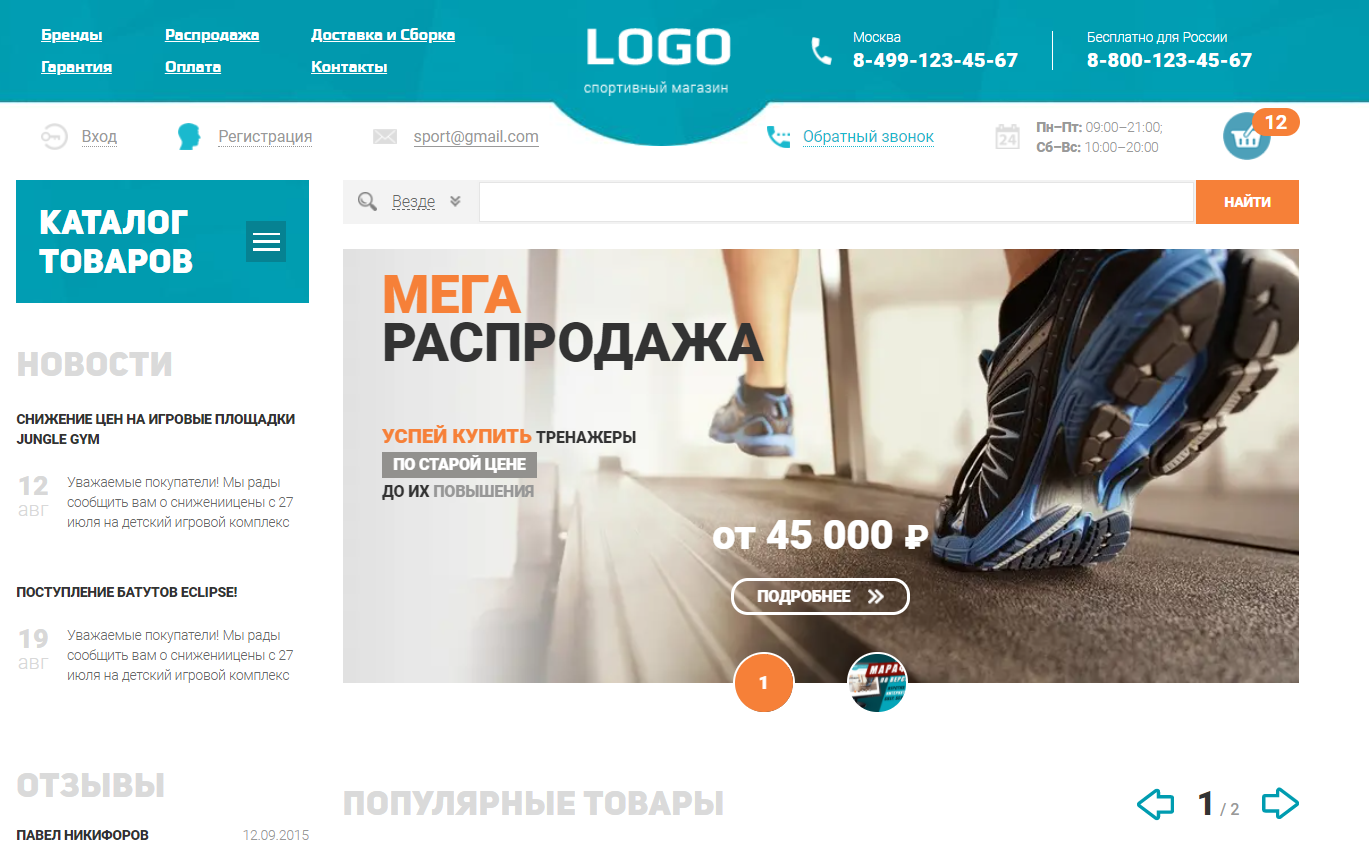 Бренды
Распродажа
Доставка и Сборка
Гарантия
Оплата
Контакты
LOGO
спортивный магазин
Москва
8-499-123-45-67
Бесплатно для России
8-800-123-45-67
Вход
Регистрация
sport@gmail.com
Обратный звонок
24
Пн–Пт: 09:00–21:00;
Сб–Вс: 10:00–20:00
12
КАТАЛОГ
ТОВАРОВ
Везде
НАЙТИ
НОВОСТИ
СНИЖЕНИЕ ЦЕН НА ИГРОВЫЕ ПЛОЩАДКИ
JUNGLE GYM
12
авг
Уважаемые покупатели! Мы рады
сообщить вам о снижениицены с 27
июля на детский игровой комплекс
ПОСТУПЛЕНИЕ БАТУТОВ ECLIPSE!
19
авг
Уважаемые покупатели! Мы рады
сообщить вам о снижениицены с 27
июля на детский игровой комплекс
МЕГА
РАСПРОДАЖА
УСПЕЙ КУПИТЬ ТРЕНАЖЕРЫ
ПО СТАРОЙ ЦЕНЕ
ДО ИХ ПОВЫШЕНИЯ
от 45 000 ₽
ПОДРОБНЕЕ
1
МАРАФ
ОТЗЫВЫ
ПАВЕЛ НИКИФОРОВ
12.09.2015
ПОПУЛЯРНЫЕ ТОВАРЫ
1 / 2